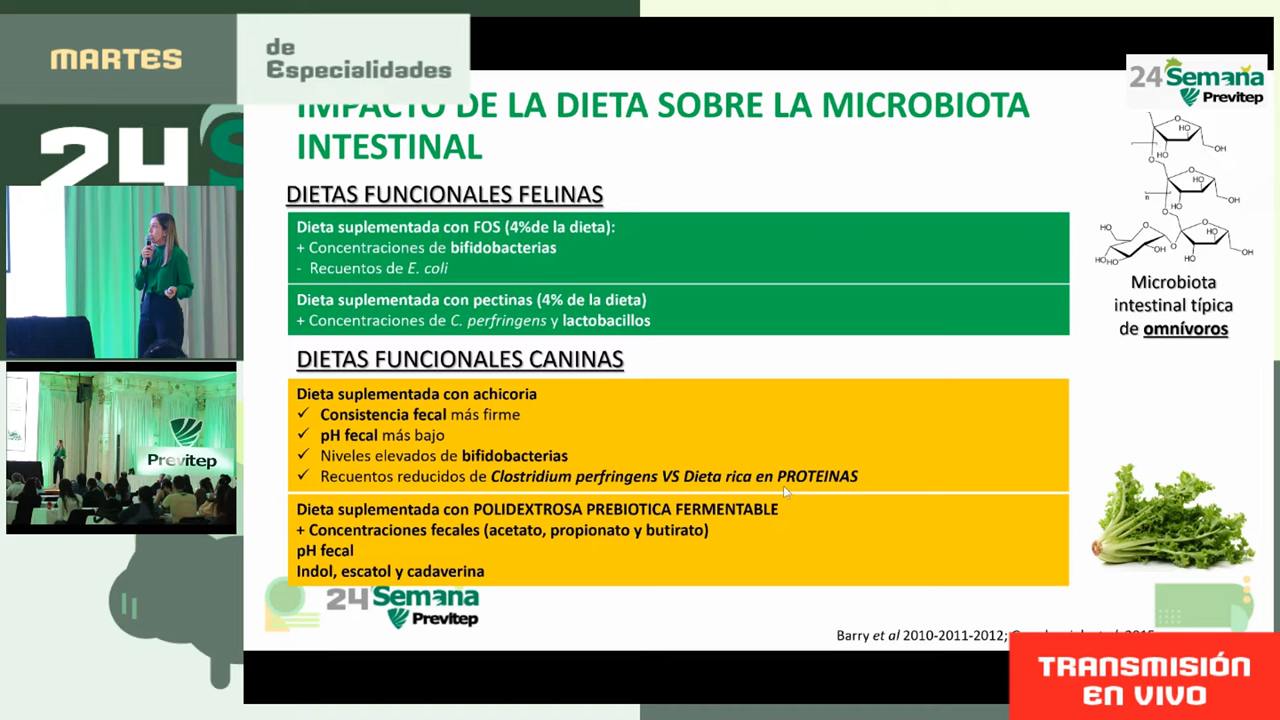 MARTES
de
Especialidades
24
24 Semana
Previtep
IMPACTO DE LA DIETA SOBRE LA MICROBIOTA
INTESTINAL
DIETAS FUNCIONALES FELINAS
Dieta suplementada con FOS (4%de la dieta):
+ Concentraciones de bifidobacterias
- Recuentos de E. coli
Dieta suplementada con pectinas (4% de la dieta)
+ Concentraciones de C. perfringens y lactobacillos
DIETAS FUNCIONALES CANINAS
Dieta suplementada con achicoria
✓ Consistencia fecal más firme
✓ pH fecal más bajo
✓ Niveles elevados de bifidobacterias
✓ Recuentos reducidos de Clostridium perfringens VS Dieta rica en PROTEINAS
Dieta suplementada con POLIDEXTROSA PREBIOTICA FERMENTABLE
+ Concentraciones fecales (acetato, propionato y butirato)
pH fecal
Indol, escatol y cadaverina
Microbiota
intestinal típica
de omnívoros
Previtep
24 Semana
Previtep
Barry et al 2010-2011-2012;
TRANSMISIÓN
EN VIVO